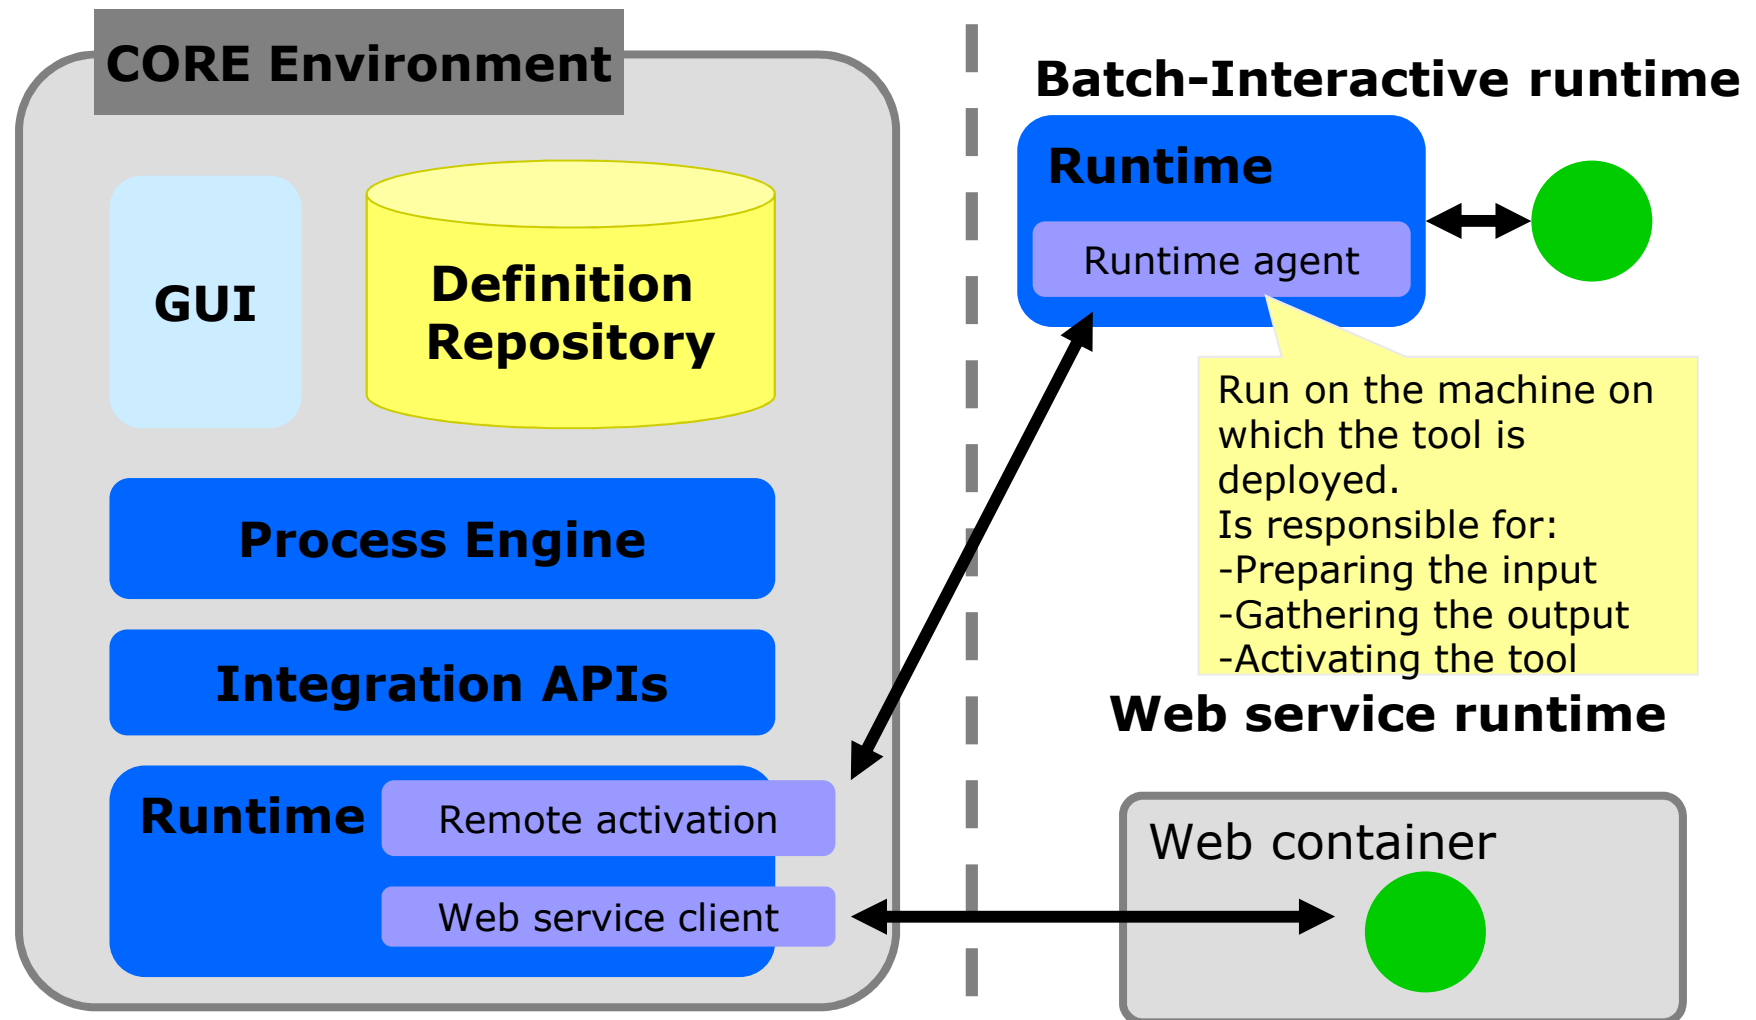 CORE Environment
GUI
Definition
Repository
Process Engine
Integration APIs
Runtime
Remote activation
Web service client
Batch-Interactive runtime
Runtime
Runtime agent
Run on the machine on
which the tool is
deployed.
Is responsible for:
-Preparing the input
-Gathering the output
-Activating the tool
Web service runtime
Web container